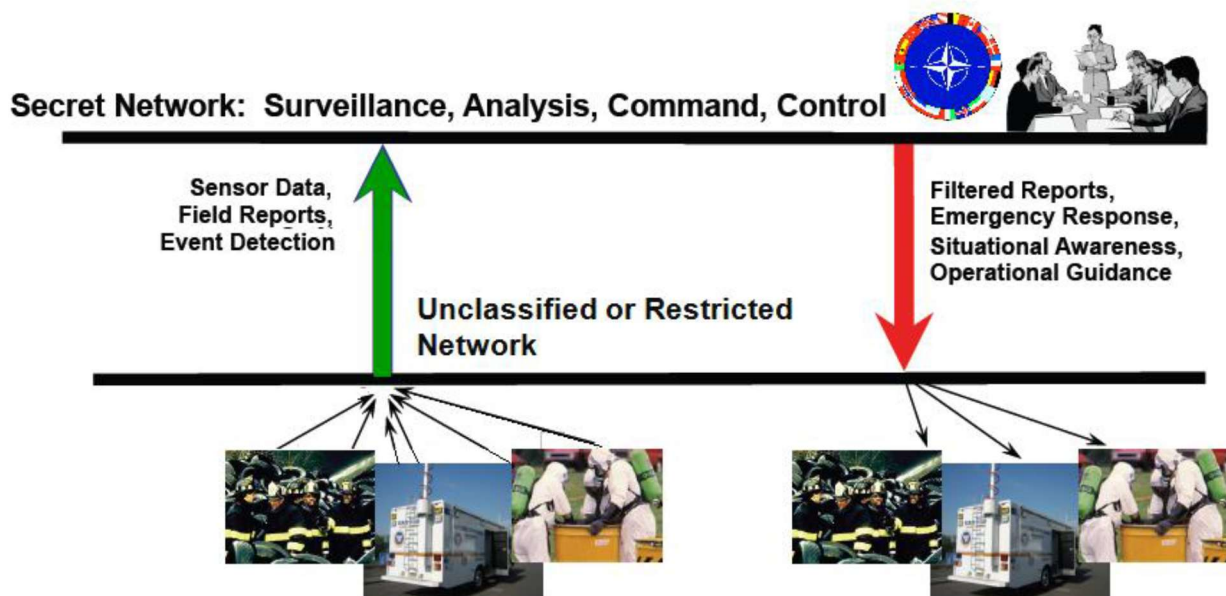 Secret Network: Surveillance, Analysis, Command, Control
Sensor Data,
Field Reports,
Event Detection
Filtered Reports,
Emergency Response,
Situational Awareness,
Operational Guidance
Unclassified or Restricted
Network